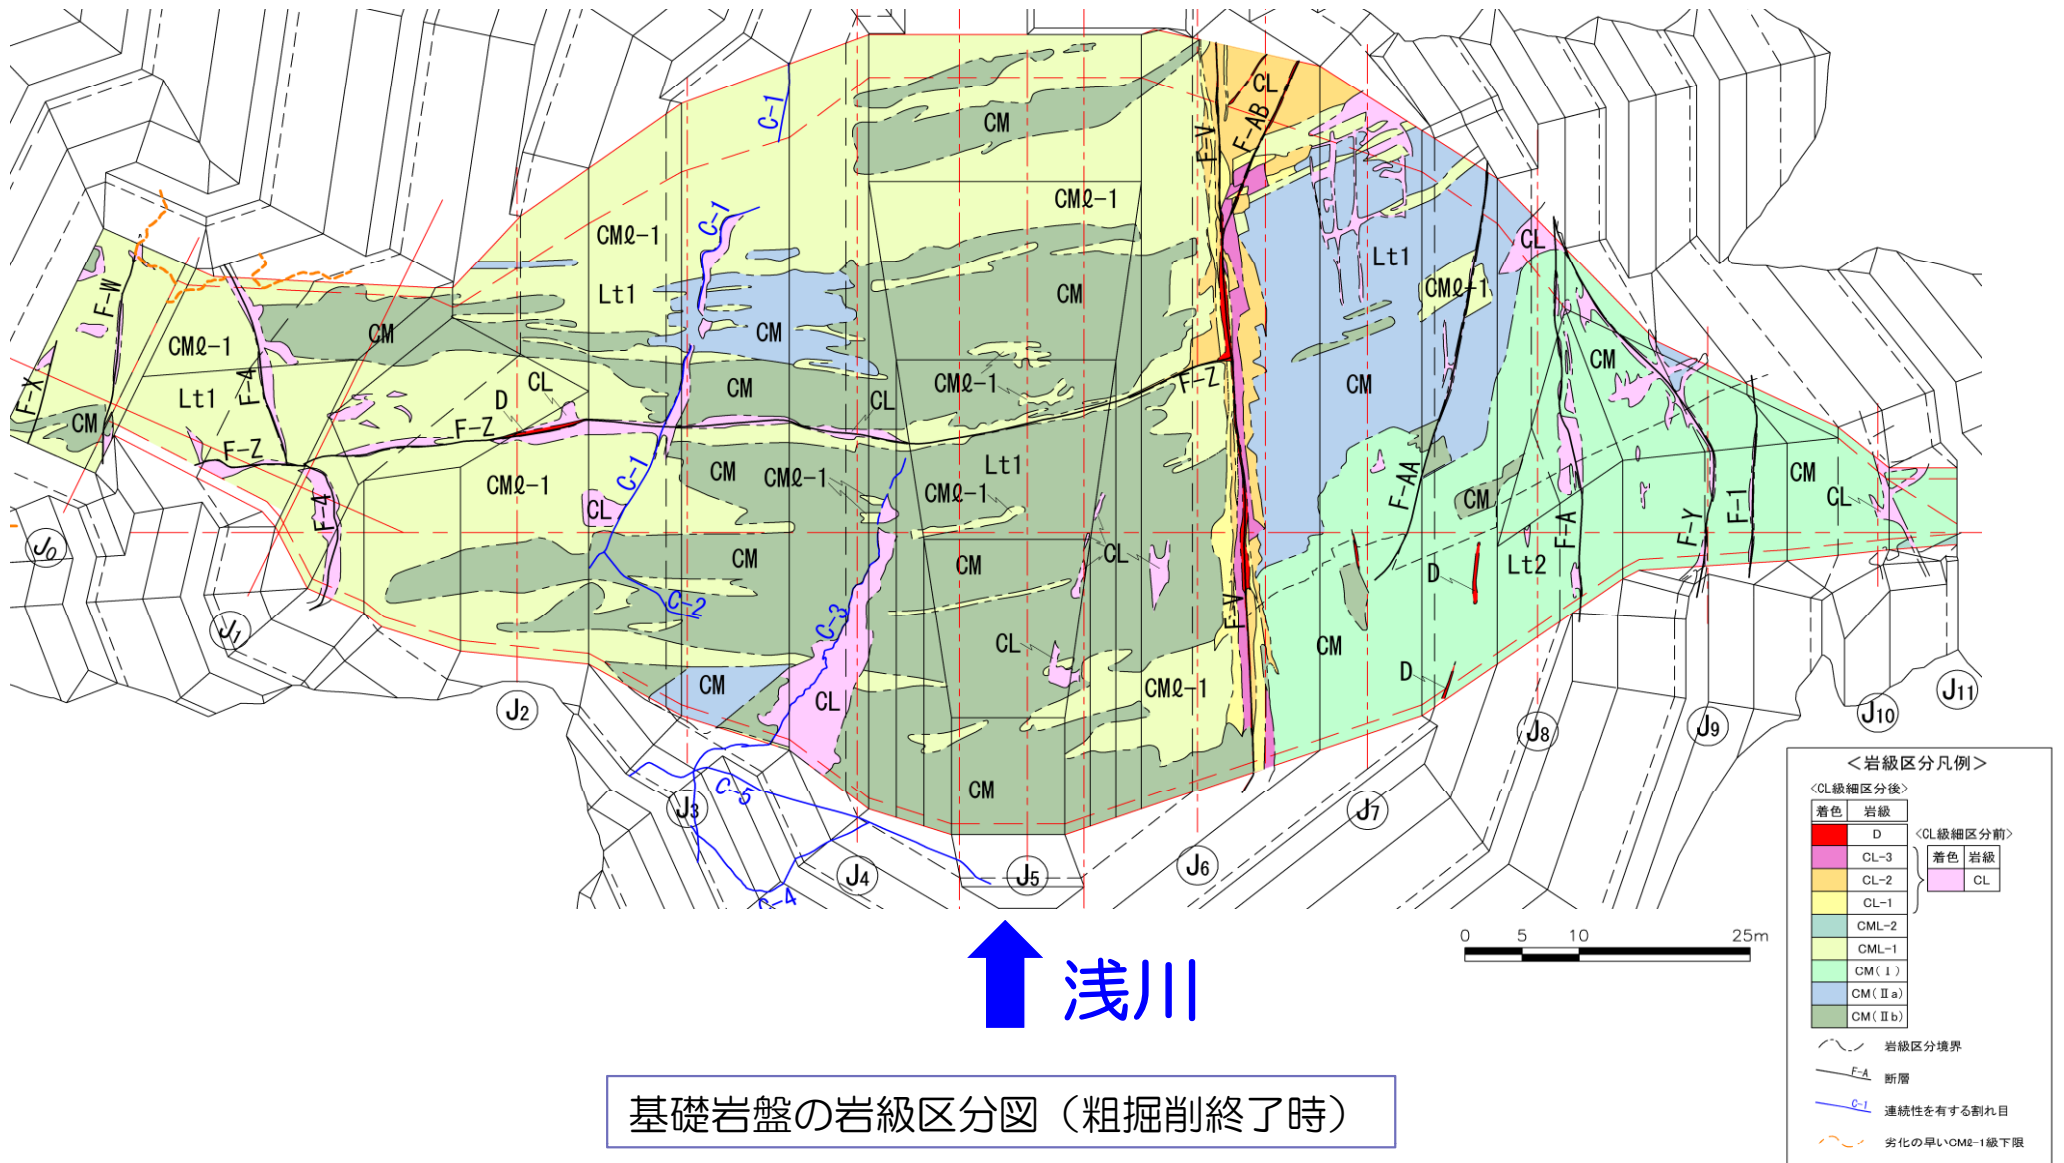 C-1
CL
F-AB
F-V
CM
CMℓ-1
C-1
CMℓ-1
CL
Lt1
F-W
Lt1
CM
CMℓ-1
CM
CM
CMℓ-1
F-4
F-X
Lt1
CM
CL
D
CM
CMℓ-1
CL
F-Z
CM
CM
F-Z
F-Z
CM
CMℓ-1
C-1
CM
CMℓ-1
Lt1
CMℓ-1
F-AA
CM
CM
CL
F-4
CL
F-A
F-Y
F-1
J0
CM
CM
CL
D
Lt2
C-2
C-3
F-V
J1
CL
CM
CM
CL
CMℓ-1
D
J2
J3
C-5
C-4
J4
CM
J5
J6
J7
J8
J9
J10
J11
0 5 10 25m
浅川
基礎岩盤の岩級区分図（粗掘削終了時）
＜岩級区分凡例＞
〈CL級細区分後〉
着色 岩級
D
CL-3
CL-2
CL-1
CML-2
CML-1
CM(Ⅰ)
CM(Ⅱa)
CM(Ⅱb)
〈CL級細区分前〉
着色 岩級
CL
岩級区分境界
F-A 断層
C-1 連続性を有する割れ目
劣化の早いCMℓ-1級下限